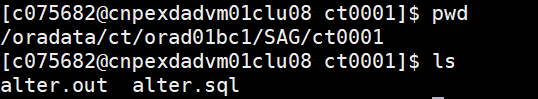 [c075682@cnpexdadvm01clu08 ct0001]$ pwd
/oradata/ct/orad01bc1/SAG/ct0001
[c075682@cnpexdadvm01clu08 ct0001]$ ls
alter.out  alter.sql